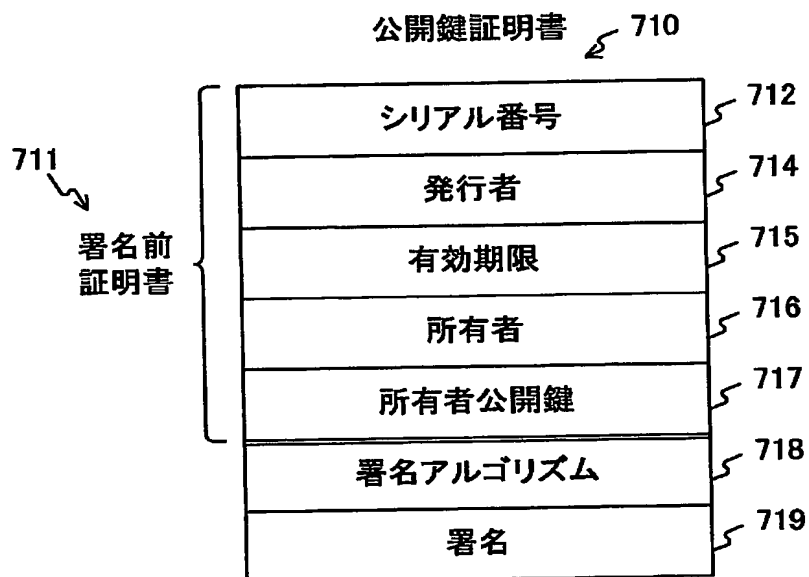 公開鍵証明書 710
シリアル番号 712
711
発行者 714
署名前
証明書
有効期限 715
所有者 716
所有者公開鍵 717
署名アルゴリズム 718
署名 719